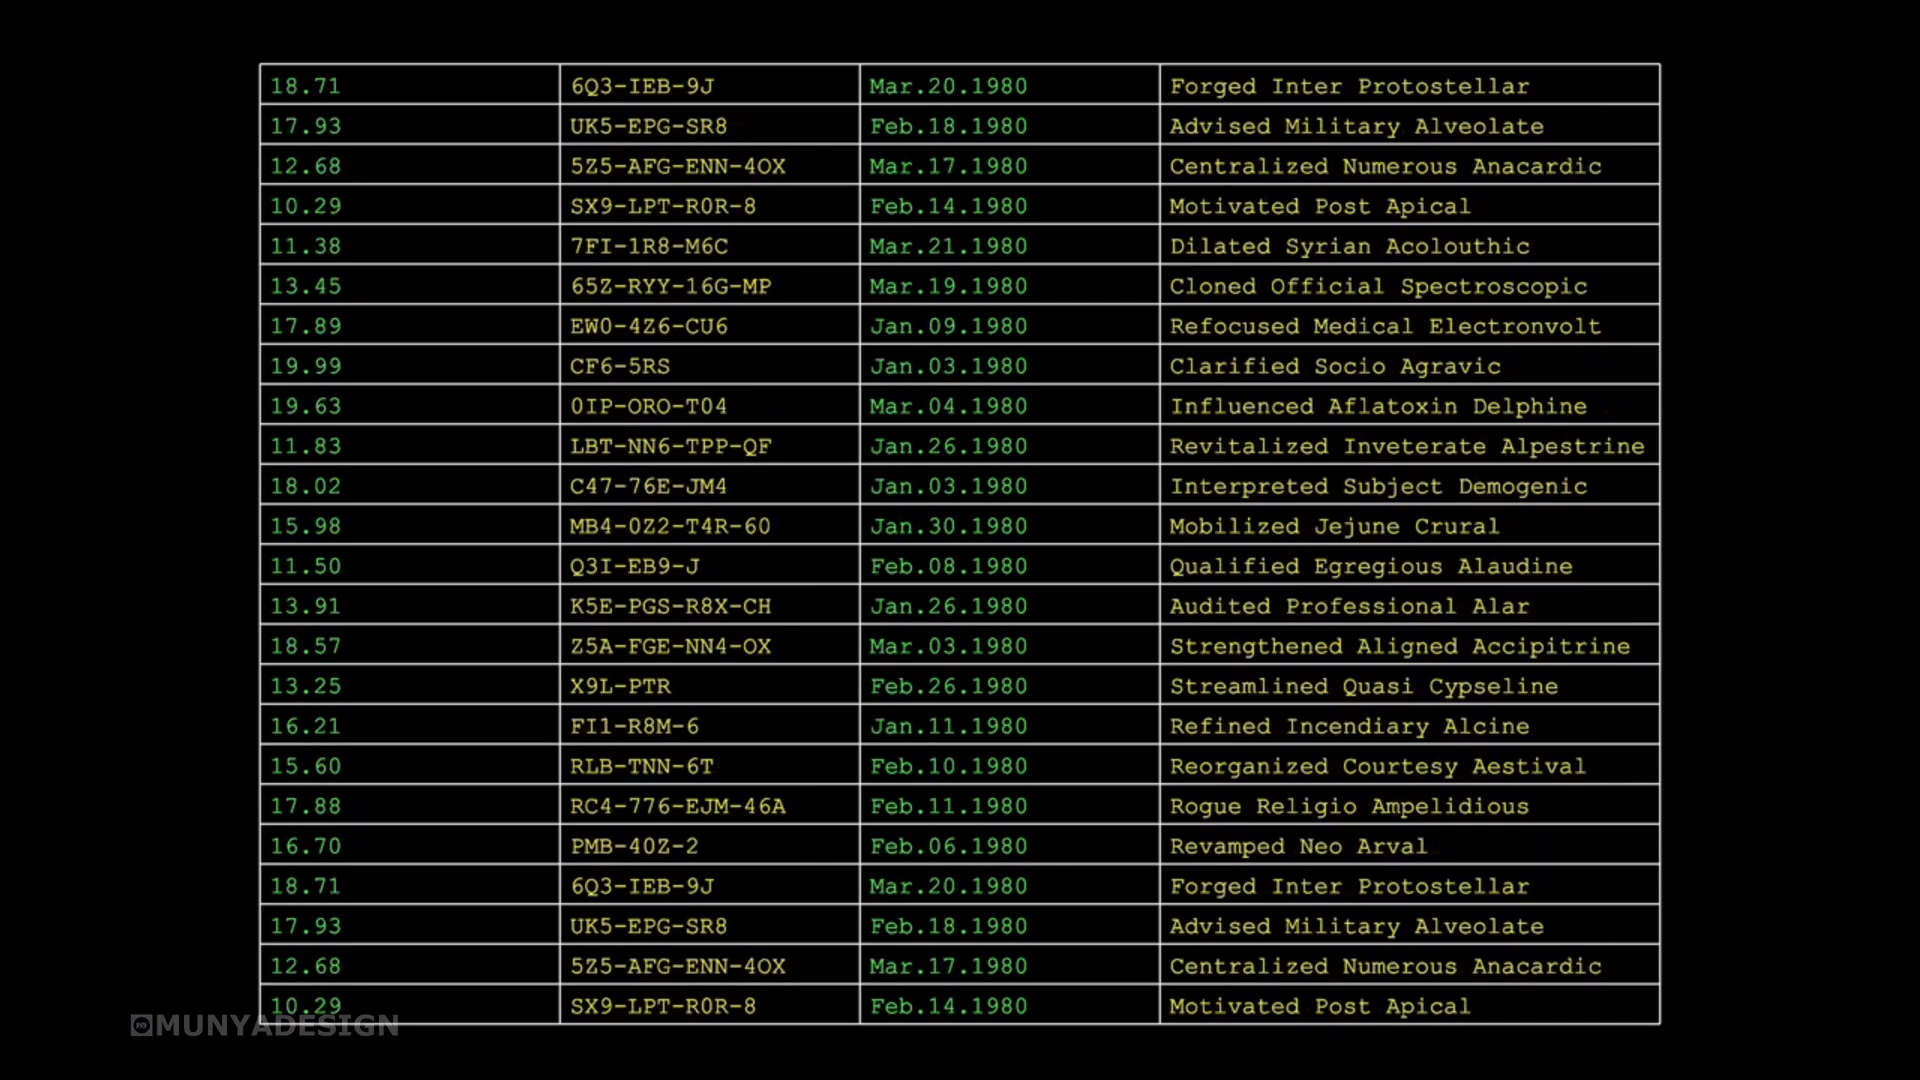 18.71 6Q3-IEB-9J Mar.20.1980 Forged Inter Protostellar
17.93 UK5-EPG-SR8 Feb.18.1980 Advised Military Alveolate
12.68 5Z5-AFG-ENN-4OX Mar.17.1980 Centralized Numerous Anacardic
10.29 SX9-LPT-R0R-8 Feb.14.1980 Motivated Post Apical
11.38 7FI-1R8-M6C Mar.21.1980 Dilated Syrian Acolouthic
13.45 65Z-RYY-16G-MP Mar.19.1980 Cloned Official Spectroscopic
17.89 EW0-4Z6-CU6 Jan.09.1980 Refocused Medical Electronvolt
19.99 CF6-5RS Jan.03.1980 Clarified Socio Agravic
19.63 0IP-ORO-T04 Mar.04.1980 Influenced Aflatoxin Delphine
11.83 LBT-NN6-TPP-QF Jan.26.1980 Revitalized Inveterate Alpestrine
18.02 C47-76E-JM4 Jan.03.1980 Interpreted Subject Demogenic
15.98 MB4-0Z2-T4R-60 Jan.30.1980 Mobilized Jejune Crural
11.50 Q3I-EB9-J Feb.08.1980 Qualified Egregious Alaudine
13.91 K5E-PGS-R8X-CH Jan.26.1980 Audited Professional Alar
18.57 Z5A-FGE-NN4-OX Mar.03.1980 Strengthened Aligned Accipitrine
13.25 X9L-PTR Feb.26.1980 Streamlined Quasi Cypseline
16.21 FI1-R8M-6 Jan.11.1980 Refined Incendiary Alcine
15.60 RLB-TNN-6T Feb.10.1980 Reorganized Courtesy Aestival
17.88 RC4-776-EJM-46A Feb.11.1980 Rogue Religio Ampelidious
16.70 PMB-40Z-2 Feb.06.1980 Revamped Neo Arval
18.71 6Q3-IEB-9J Mar.20.1980 Forged Inter Protostellar
17.93 UK5-EPG-SR8 Feb.18.1980 Advised Military Alveolate
12.68 5Z5-AFG-ENN-4OX Mar.17.1980 Centralized Numerous Anacardic
10.29 SX9-LPT-R0R-8 Feb.14.1980 Motivated Post Apical
MUNYADESIGN